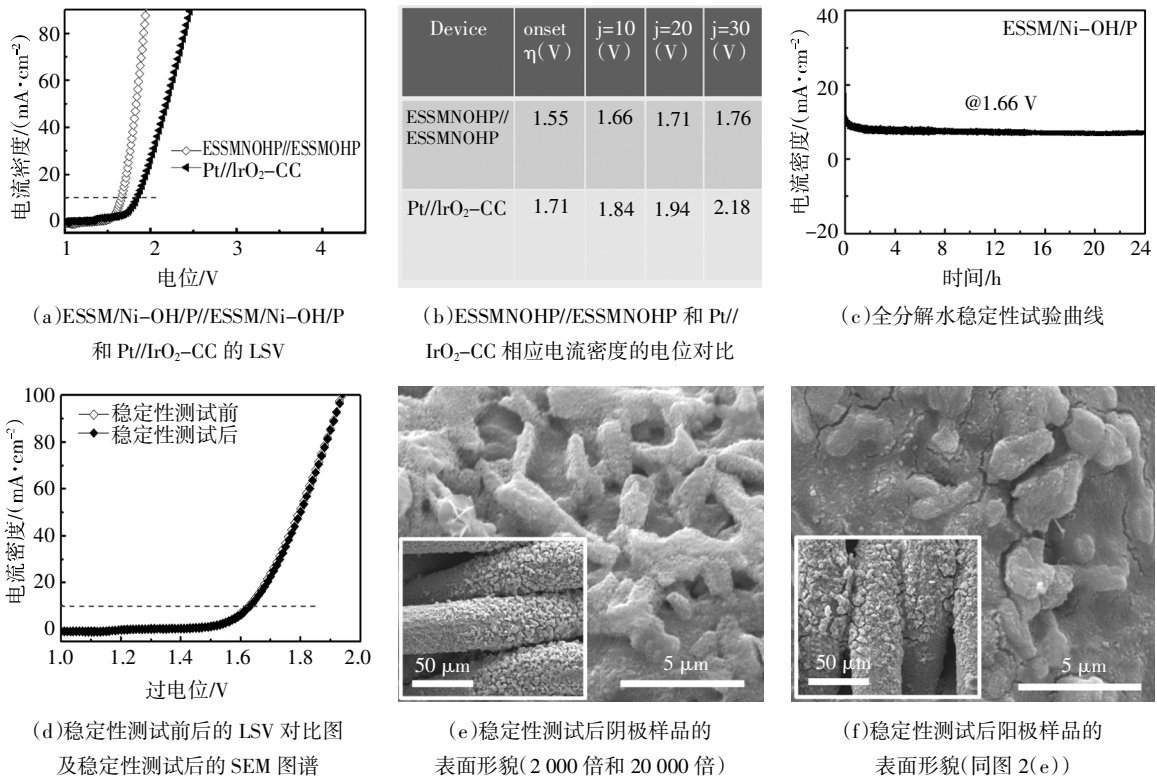 电流密度/(mA·cm⁻²)
80
60
40
20
0
1
2
3
4
电位/V
ESSMNOHP//ESSMOHP
Pt//lrO₂-CC
(a)ESSM/Ni-OH/P//ESSM/Ni-OH/P
和 Pt//IrO₂-CC 的 LSV
Device
onset
η(V)
j=10
(V)
j=20
(V)
j=30
(V)
ESSMNOHP//
ESSMNOHP
1.55
1.66
1.71
1.76
Pt//lrO₂-CC
1.71
1.84
1.94
2.18
(b)ESSMNOHP//ESSMNOHP 和 Pt//
IrO₂-CC 相应电流密度的电位对比
电流密度/(mA·cm⁻²)
40
20
0
-20
0
4
8
12
16
20
24
时间/h
ESSM/Ni-OH/P
@1.66 V
(c)全分解水稳定性试验曲线
电流密度/(mA·cm⁻²)
100
80
60
40
20
0
1.0
1.2
1.4
1.6
1.8
2.0
过电位/V
稳定性测试前
稳定性测试后
(d)稳定性测试前后的 LSV 对比图
及稳定性测试后的 SEM 图谱
50 μm
5 μm
(e)稳定性测试后阴极样品的
表面形貌(2 000 倍和 20 000 倍)
50 μm
5 μm
(f)稳定性测试后阳极样品的
表面形貌(同图 2(e))